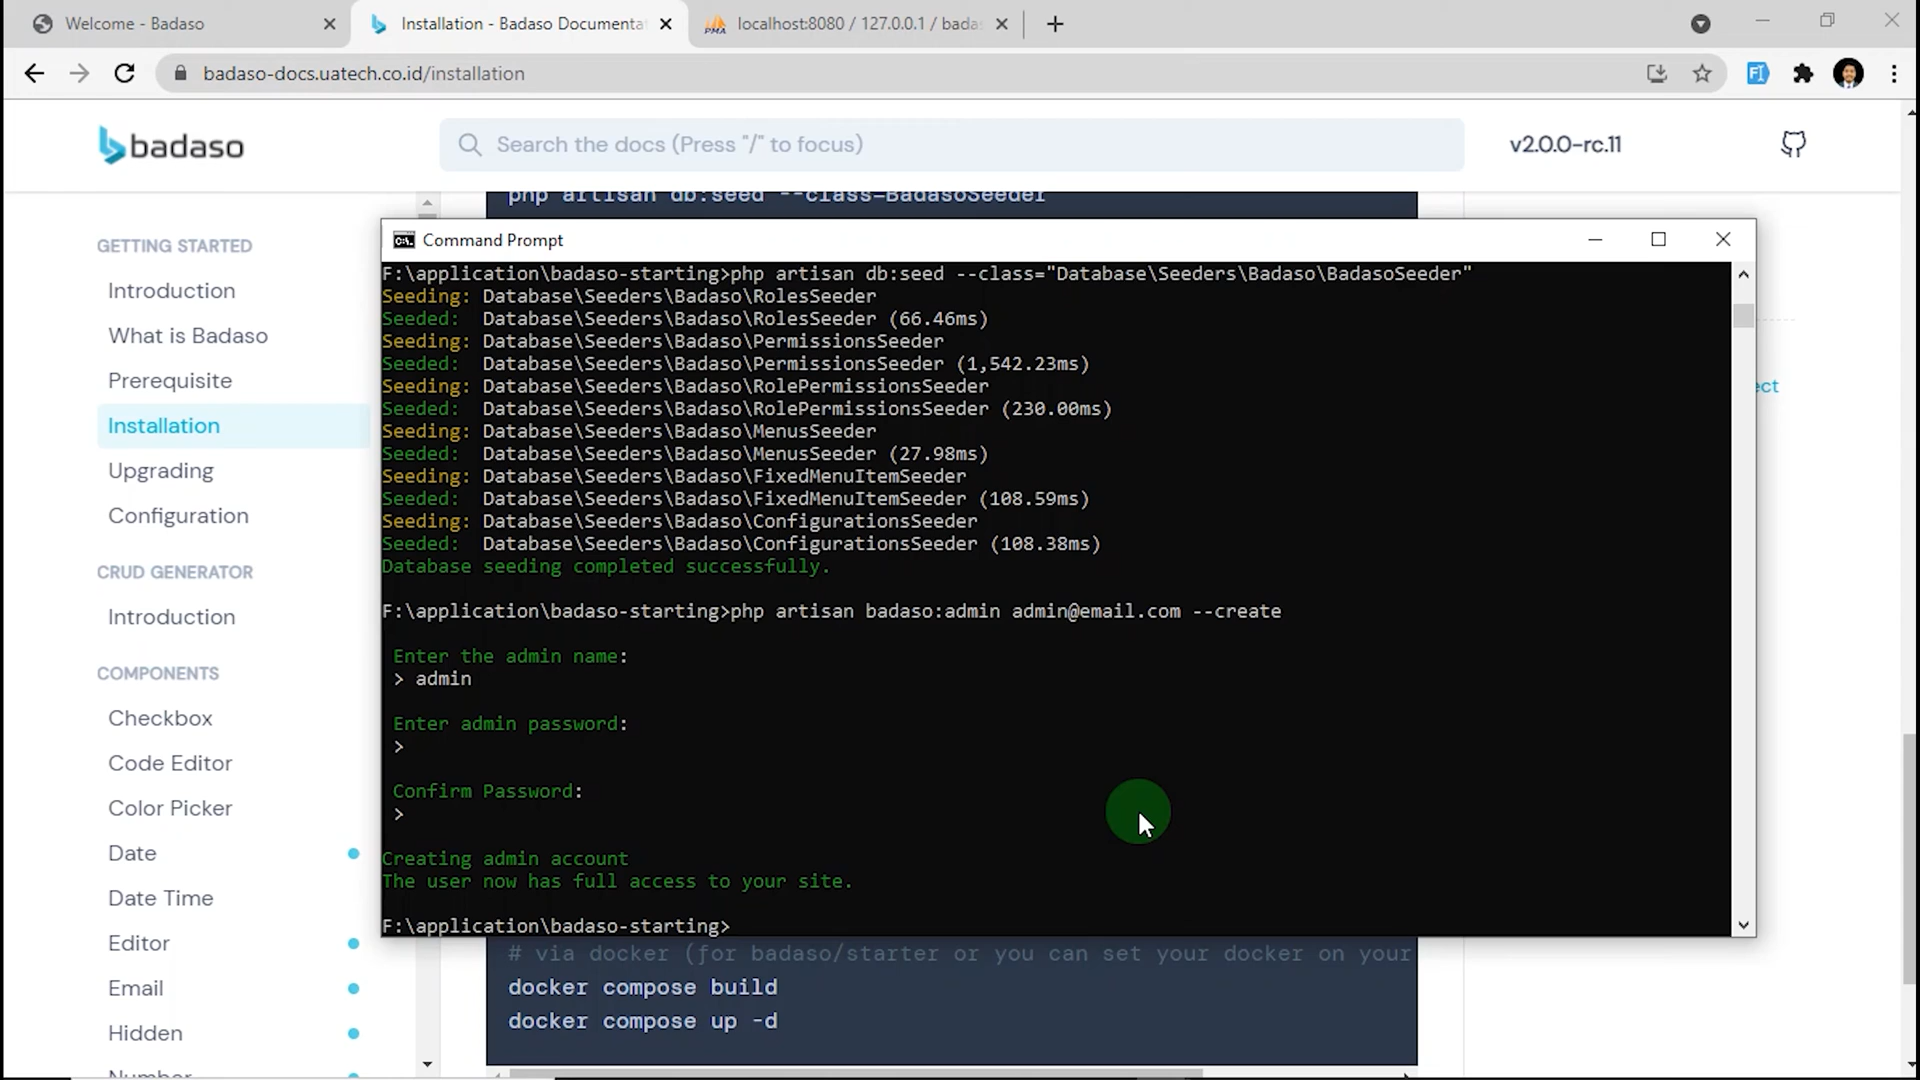 Welcome - Badaso
Installation - Badaso Documenta
PMA
localhost:8080 / 127.0.0.1 / badas
badaso-docs.uatech.co.id/installation
badaso
Search the docs (Press "/" to focus)
v2.0.0-rc.11
php artisan db:seed --class=BadasoSeeder
GETTING STARTED
Introduction
What is Badaso
Prerequisite
Installation
Upgrading
Configuration
CRUD GENERATOR
Introduction
COMPONENTS
Checkbox
Code Editor
Color Picker
Date
Date Time
Editor
Email
Hidden
Number
Command Prompt
F:\application\badaso-starting>php artisan db:seed --class="Database\Seeders\Badaso\BadasoSeeder"
Seeding: Database\Seeders\Badaso\RolesSeeder
Seeded:  Database\Seeders\Badaso\RolesSeeder (66.46ms)
Seeding: Database\Seeders\Badaso\PermissionsSeeder
Seeded:  Database\Seeders\Badaso\PermissionsSeeder (1,542.23ms)
Seeding: Database\Seeders\Badaso\RolePermissionsSeeder
Seeded:  Database\Seeders\Badaso\RolePermissionsSeeder (230.00ms)
Seeding: Database\Seeders\Badaso\MenusSeeder
Seeded:  Database\Seeders\Badaso\MenusSeeder (27.98ms)
Seeding: Database\Seeders\Badaso\FixedMenuItemSeeder
Seeded:  Database\Seeders\Badaso\FixedMenuItemSeeder (108.59ms)
Seeding: Database\Seeders\Badaso\ConfigurationsSeeder
Seeded:  Database\Seeders\Badaso\ConfigurationsSeeder (108.38ms)
Database seeding completed successfully.
F:\application\badaso-starting>php artisan badaso:admin admin@email.com --create
Enter the admin name:
> admin
Enter admin password:
>
Confirm Password:
>
Creating admin account
The user now has full access to your site.
F:\application\badaso-starting>
ect
# via docker (for badaso/starter or you can set your docker on your
docker compose build
docker compose up -d